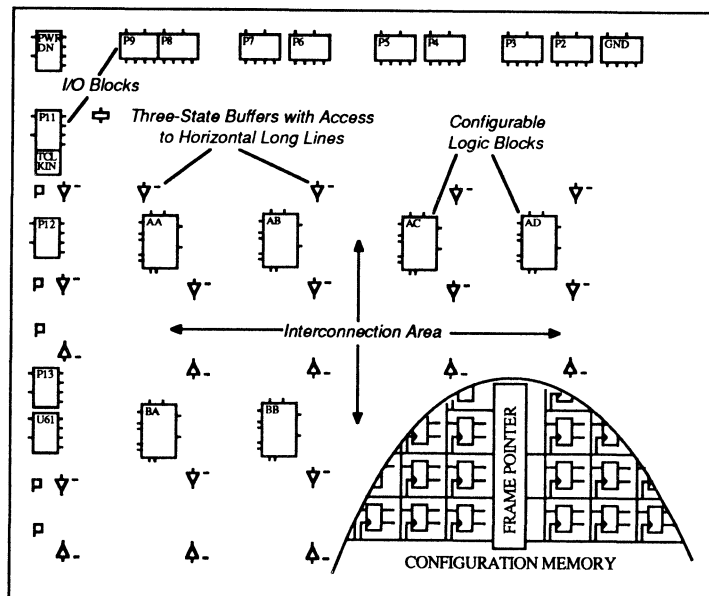 PWR
DN
P9
P8
P7
P6
P5
P4
P3
P2
GND
I/O Blocks
P11
TCL
KIN
Three-State Buffers with Access
to Horizontal Long Lines
Configurable
Logic Blocks
P12
AA
AB
AC
AD
Interconnection Area
P13
U61
BA
BB
FRAME POINTER
CONFIGURATION MEMORY